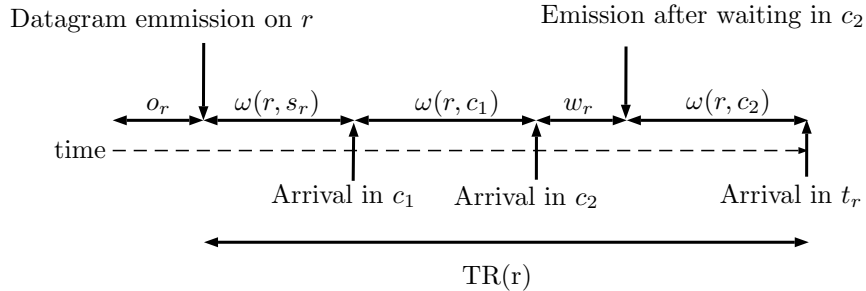 Datagram emmission on r
Emission after waiting in c₂
o_r
ω(r, s_r)
ω(r, c₁)
w_r
ω(r, c₂)
time
Arrival in c₁
Arrival in c₂
Arrival in t_r
TR(r)